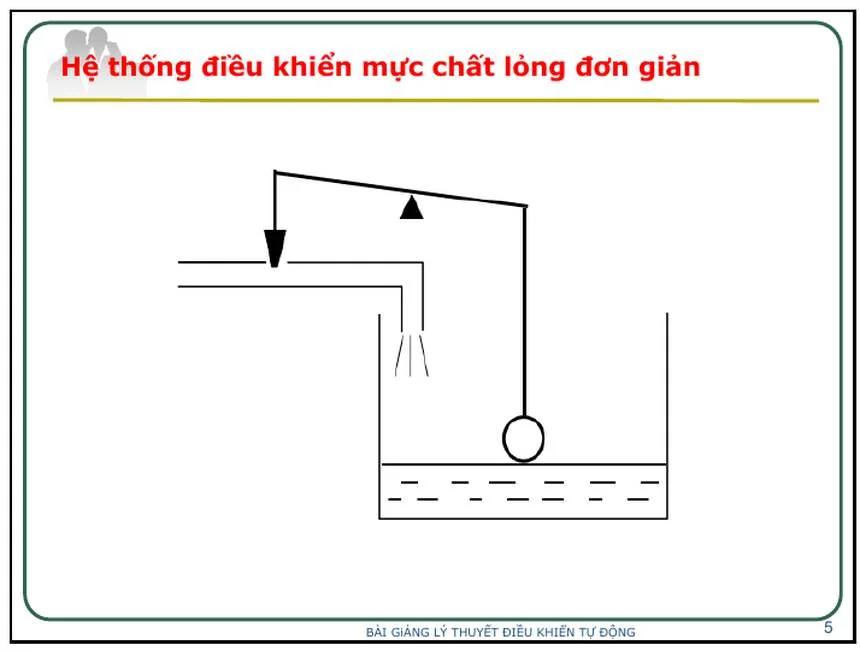 Hệ thống điều khiển mực chất lỏng đơn giản
BÀI GiẢNG LÝ THUYẾT ĐIỀU KHIỂN TỰ ĐỘNG
5